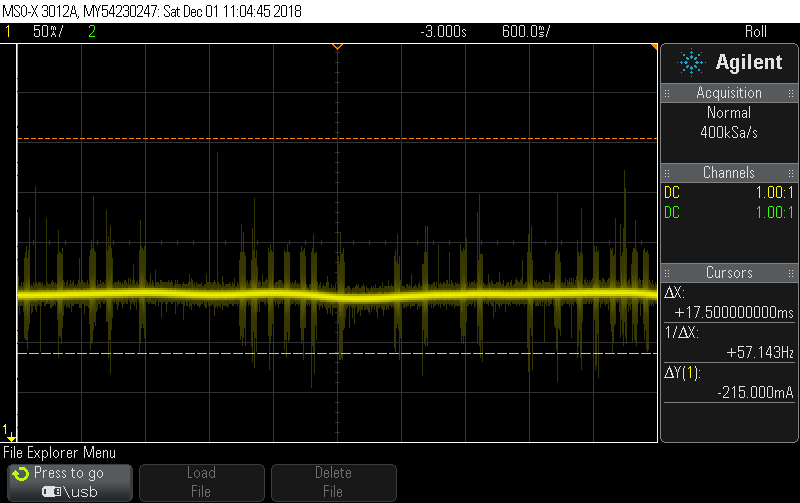 MSO-X 3012A, MY54230247: Sat Dec 01 11:04:45 2018
1 50%/ 2 -3.000s 600.0m/ Roll
Agilent
Acquisition
Normal
400kSa/s
Channels
DC 1.00:1
DC 1.00:1
Cursors
ΔX:
+17.500000000ms
1/ΔX:
+57.143Hz
ΔY(1):
-215.000mA
1
File Explorer Menu
Press to go Load Delete
\usb File File